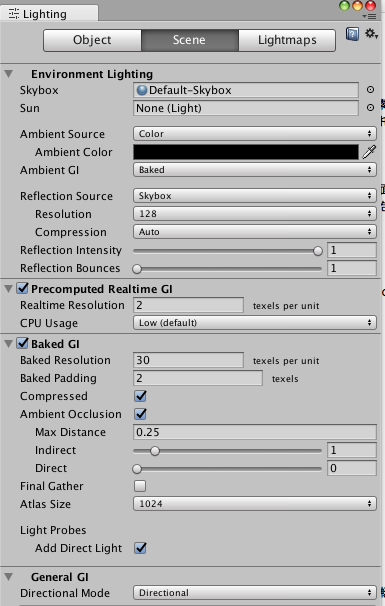 Lighting
Object Scene Lightmaps
Environment Lighting
Skybox Default-Skybox
Sun None (Light)
Ambient Source Color
Ambient Color
Ambient GI Baked
Reflection Source Skybox
Resolution 128
Compression Auto
Reflection Intensity 1
Reflection Bounces 1
Precomputed Realtime GI
Realtime Resolution 2 texels per unit
CPU Usage Low (default)
Baked GI
Baked Resolution 30 texels per unit
Baked Padding 2 texels
Compressed
Ambient Occlusion
Max Distance 0.25
Indirect 1
Direct 0
Final Gather
Atlas Size 1024
Light Probes
Add Direct Light
General GI
Directional Mode Directional